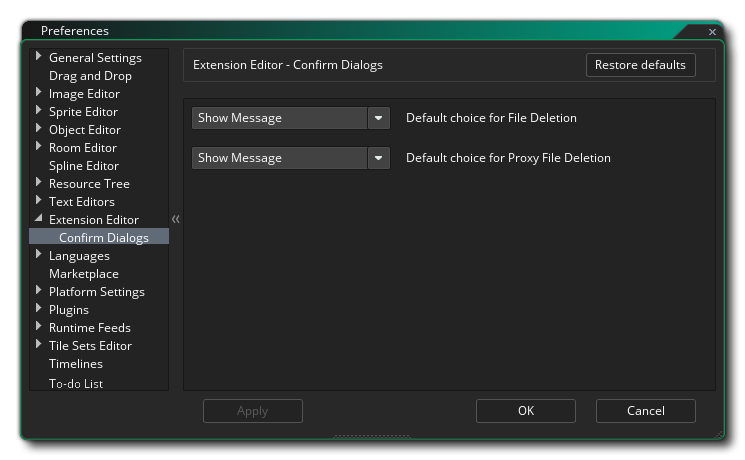 Preferences
General Settings
Drag and Drop
Image Editor
Sprite Editor
Object Editor
Room Editor
Spline Editor
Resource Tree
Text Editors
Extension Editor
Confirm Dialogs
Languages
Marketplace
Platform Settings
Plugins
Runtime Feeds
Tile Sets Editor
Timelines
To-do List
Extension Editor - Confirm Dialogs
Restore defaults
Show Message Default choice for File Deletion
Show Message Default choice for Proxy File Deletion
Apply
OK
Cancel